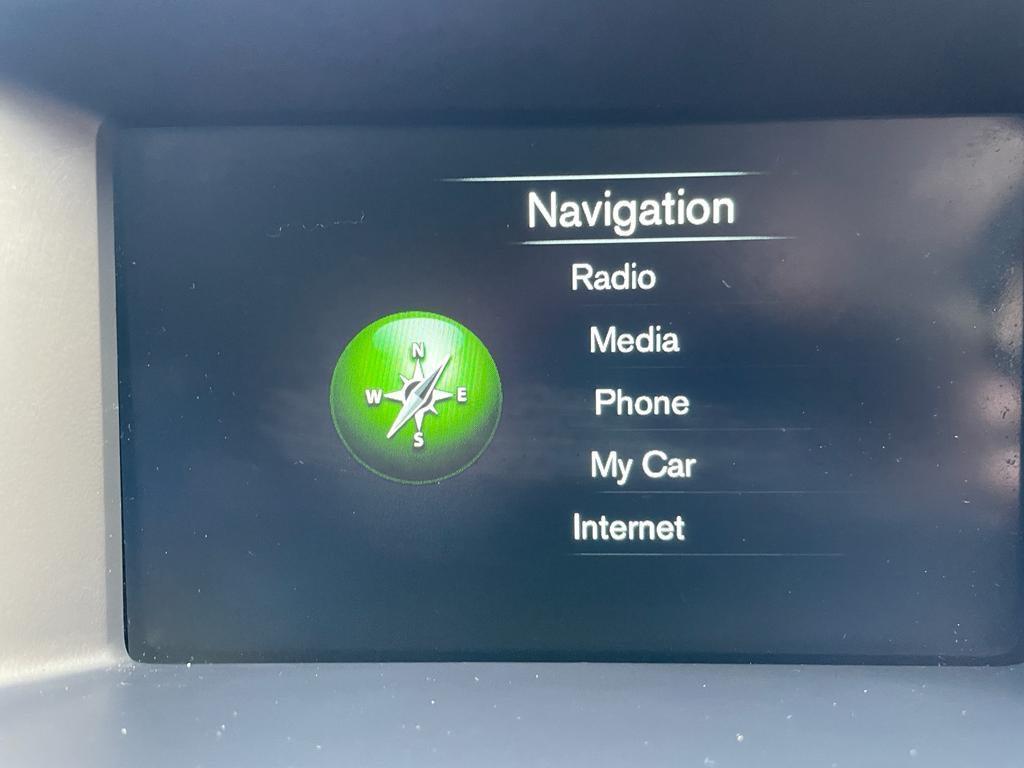 Navigation
Radio
Media
Phone
My Car
Internet
N
W E
S